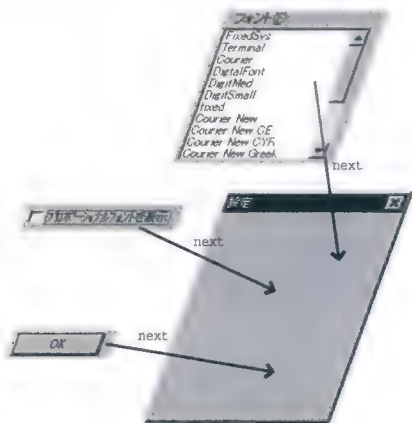 フォント(F):
FixedSys
Terminal
Courier
DigtalFont
DigitMed
DigitSmall
fixed
Courier New
Courier New CE
Courier New CYR
Courier New Greek
next
設定
next
next
OK